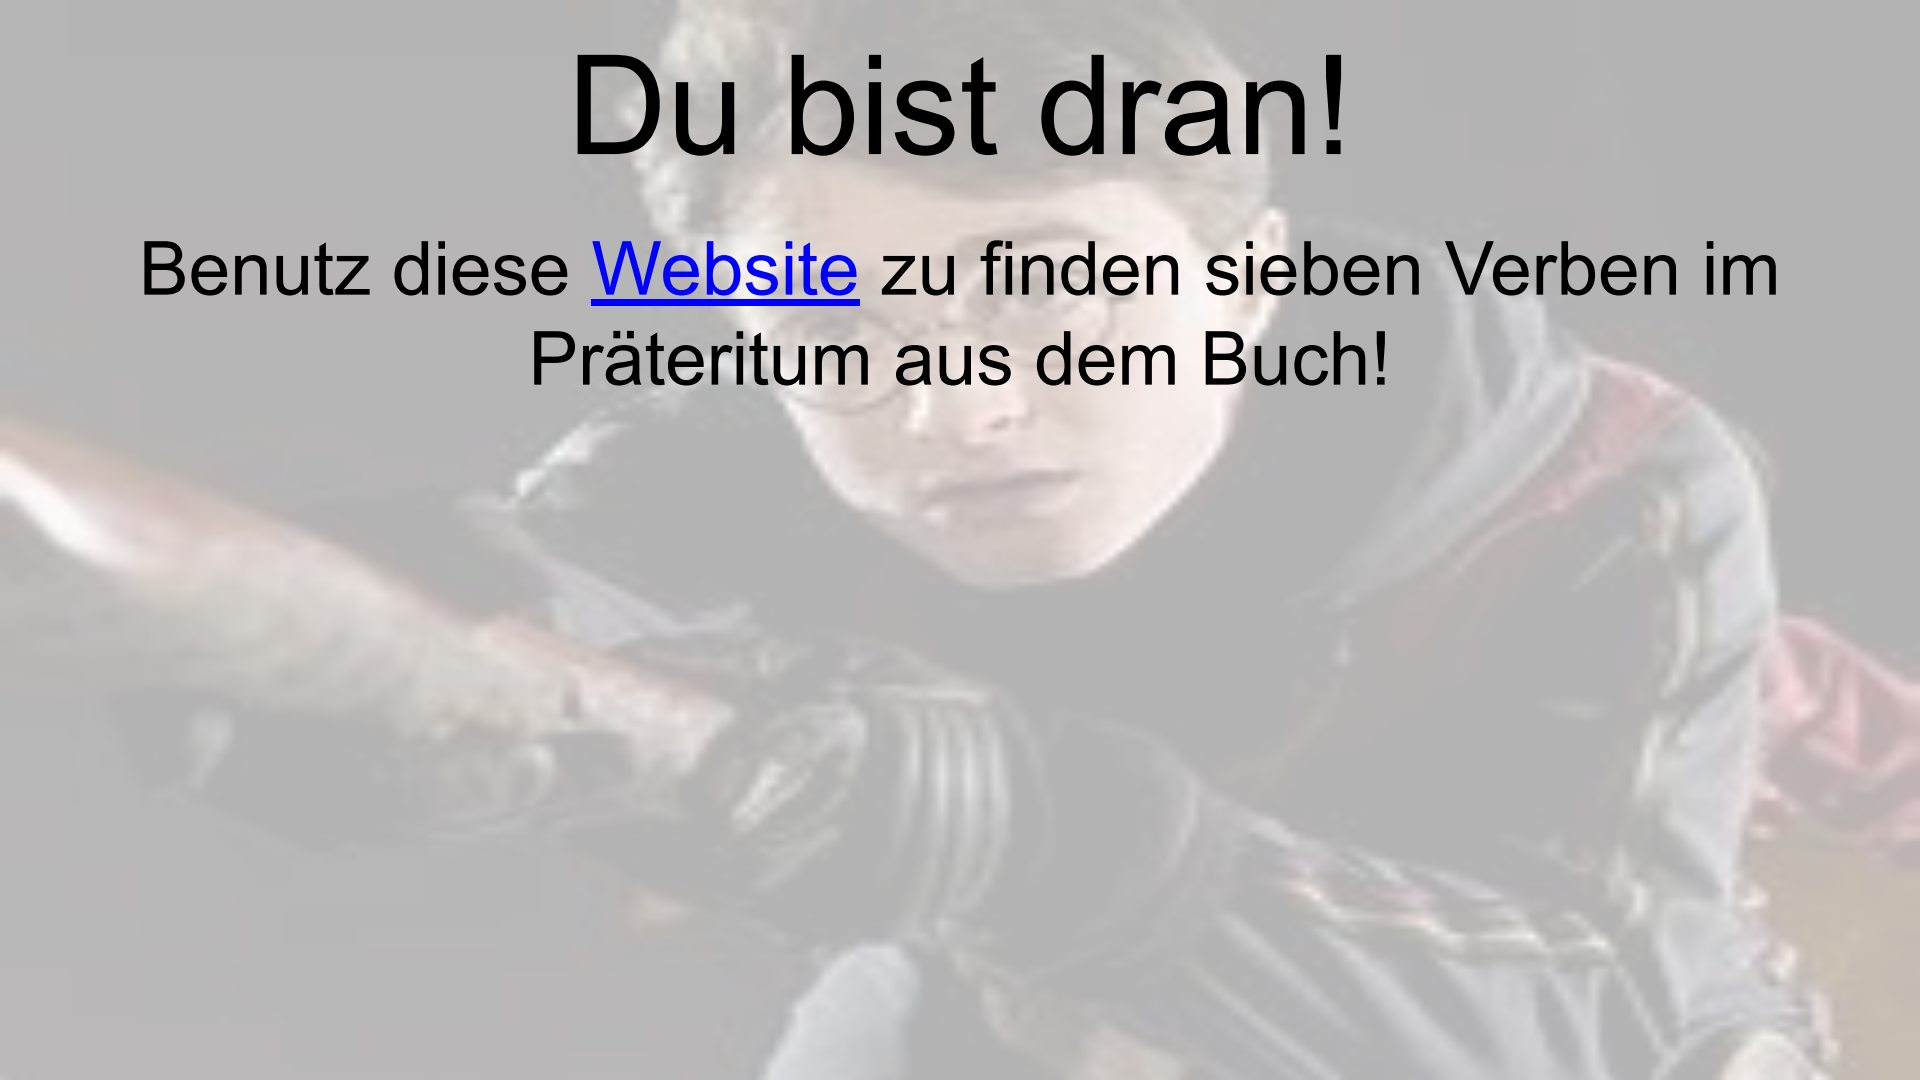 Du bist dran!
Benutz diese Website zu finden sieben Verben im
Präteritum aus dem Buch!